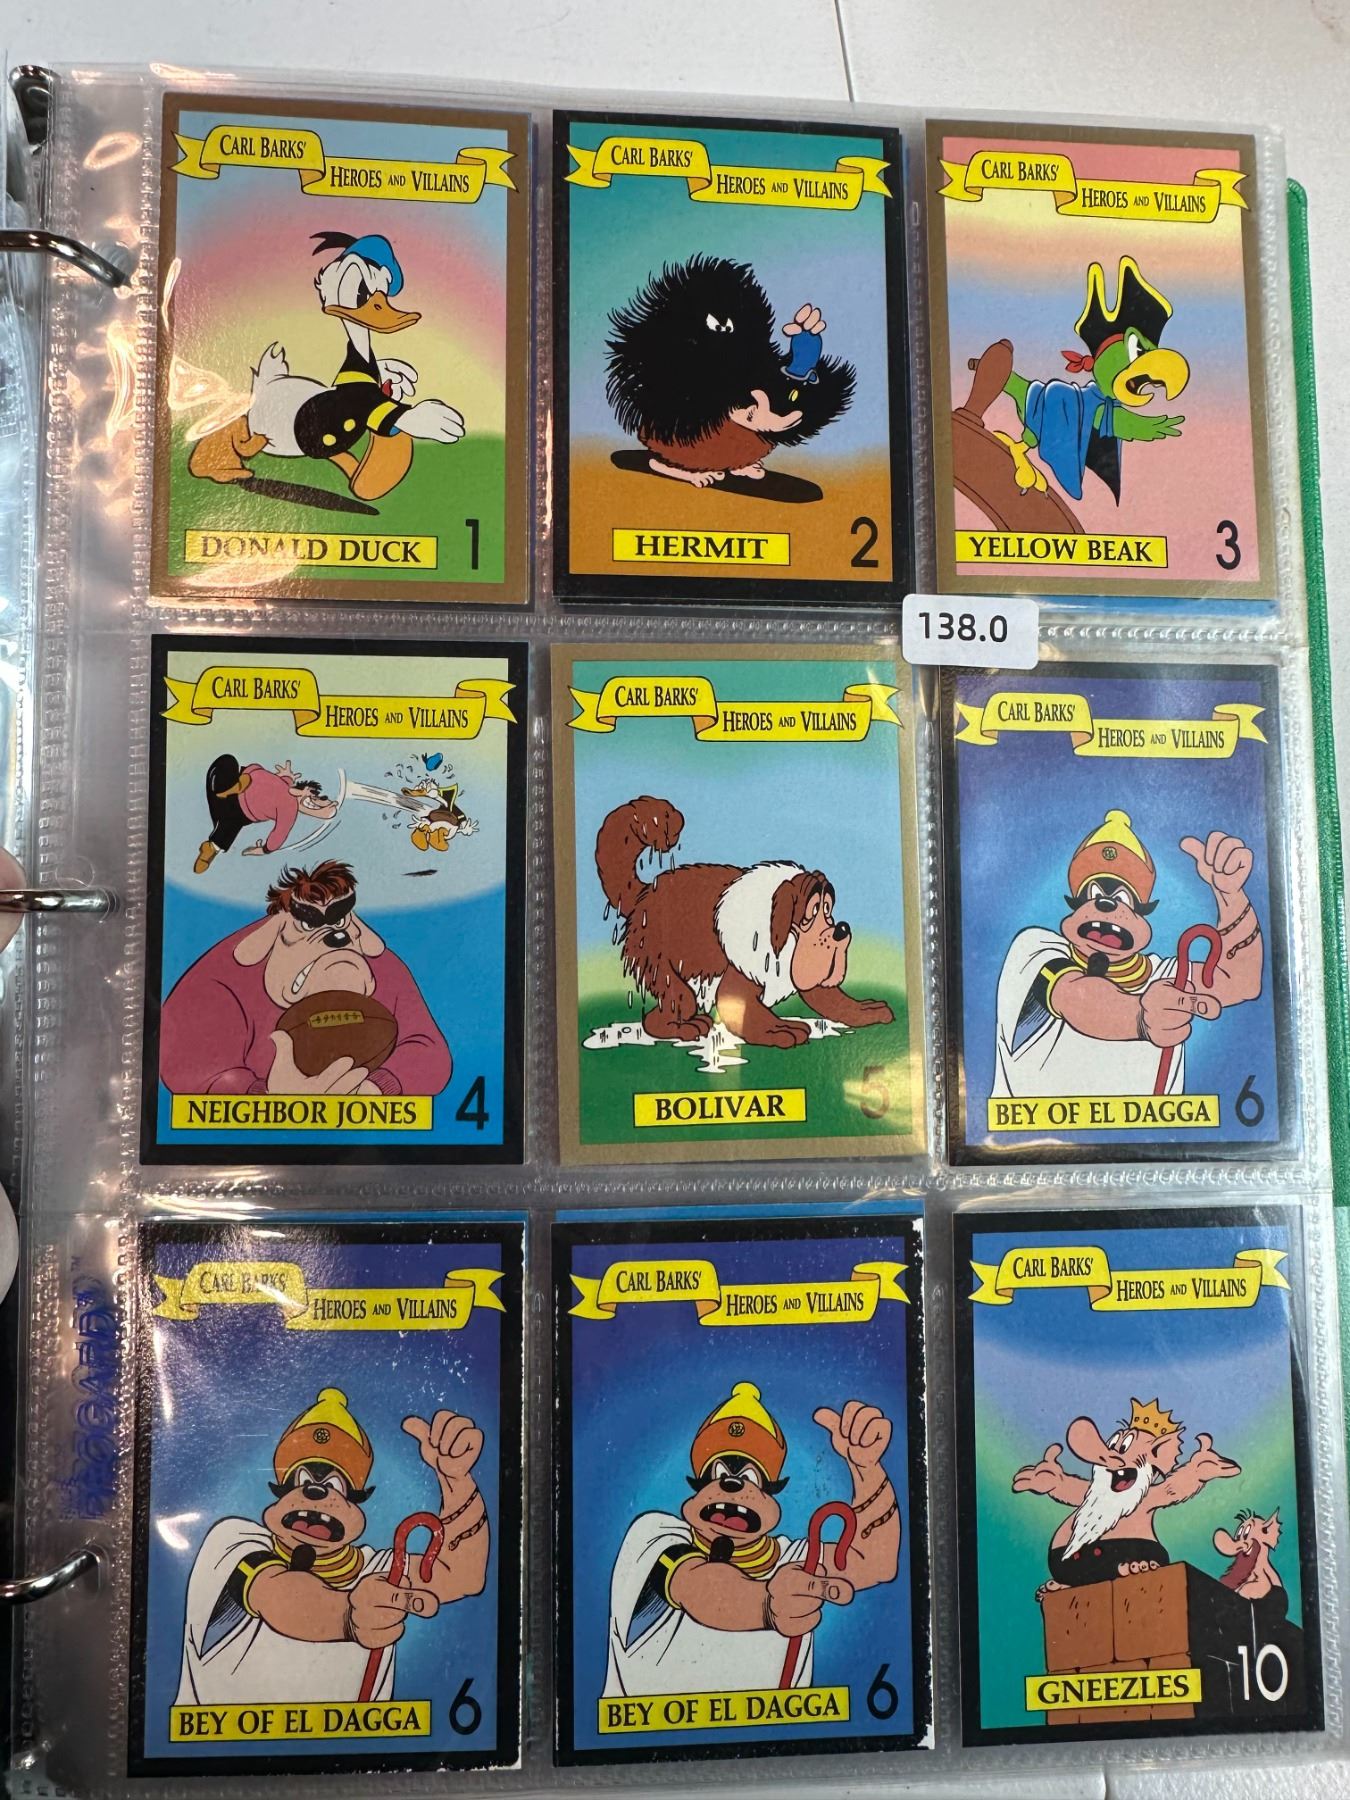 CARL BARKS'
HEROES AND VILLAINS
DONALD DUCK
1
CARL BARKS'
HEROES AND VILLAINS
HERMIT
2
CARL BARKS'
HEROES AND VILLAINS
YELLOW BEAK
3
138.0
CARL BARKS'
HEROES AND VILLAINS
NEIGHBOR JONES
4
CARL BARKS'
HEROES AND VILLAINS
BOLIVAR
5
CARL BARKS'
HEROES AND VILLAINS
BEY OF EL DAGGA
6
CARL BARKS'
HEROES AND VILLAINS
BEY OF EL DAGGA
6
CARL BARKS'
HEROES AND VILLAINS
BEY OF EL DAGGA
6
CARL BARKS'
HEROES AND VILLAINS
GNEEZLES
10